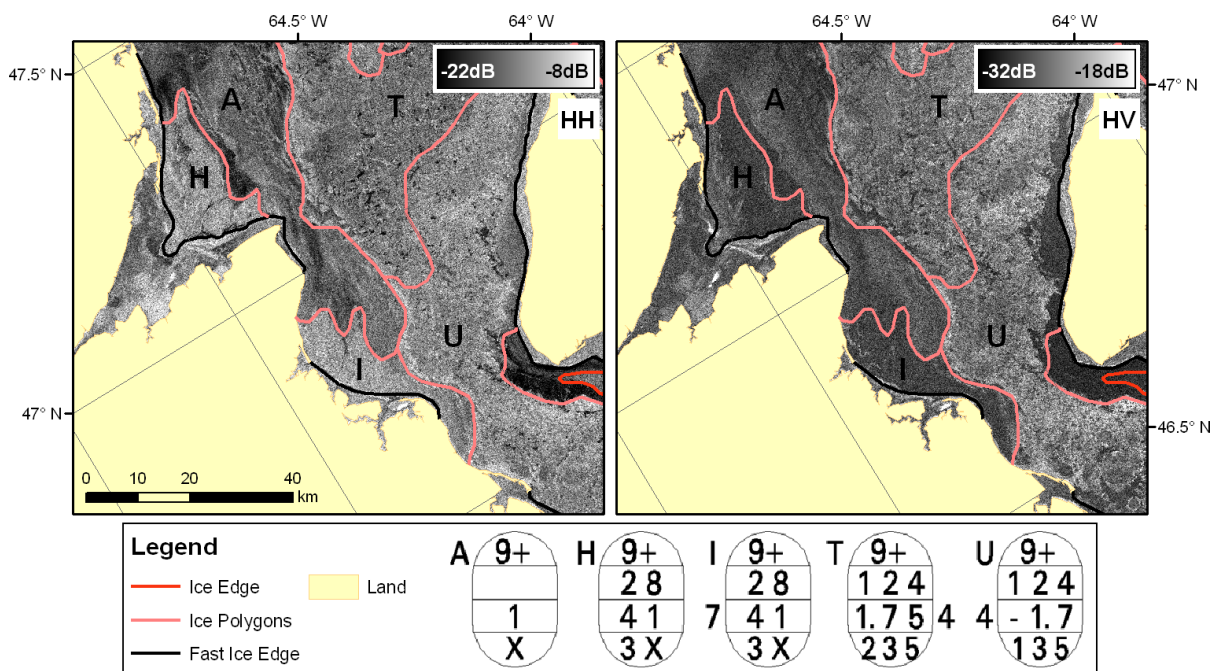 64.5° W 64° W 64.5° W 64° W
47.5° N 47° N
-22dB -8dB -32dB -18dB
HH HV
A T A T
H H
U U
I I
47° N 46.5° N
0 10 20 40
km
Legend
Ice Edge Land
Ice Polygons
Fast Ice Edge
A 9+ H 9+ I 9+ T 9+ U 9+
2 8 2 8 1 2 4 1 2 4
1 4 1 7 4 1 1. 7 5 4 4 - 1. 7
X 3 X 3 X 2 3 5 1 3 5